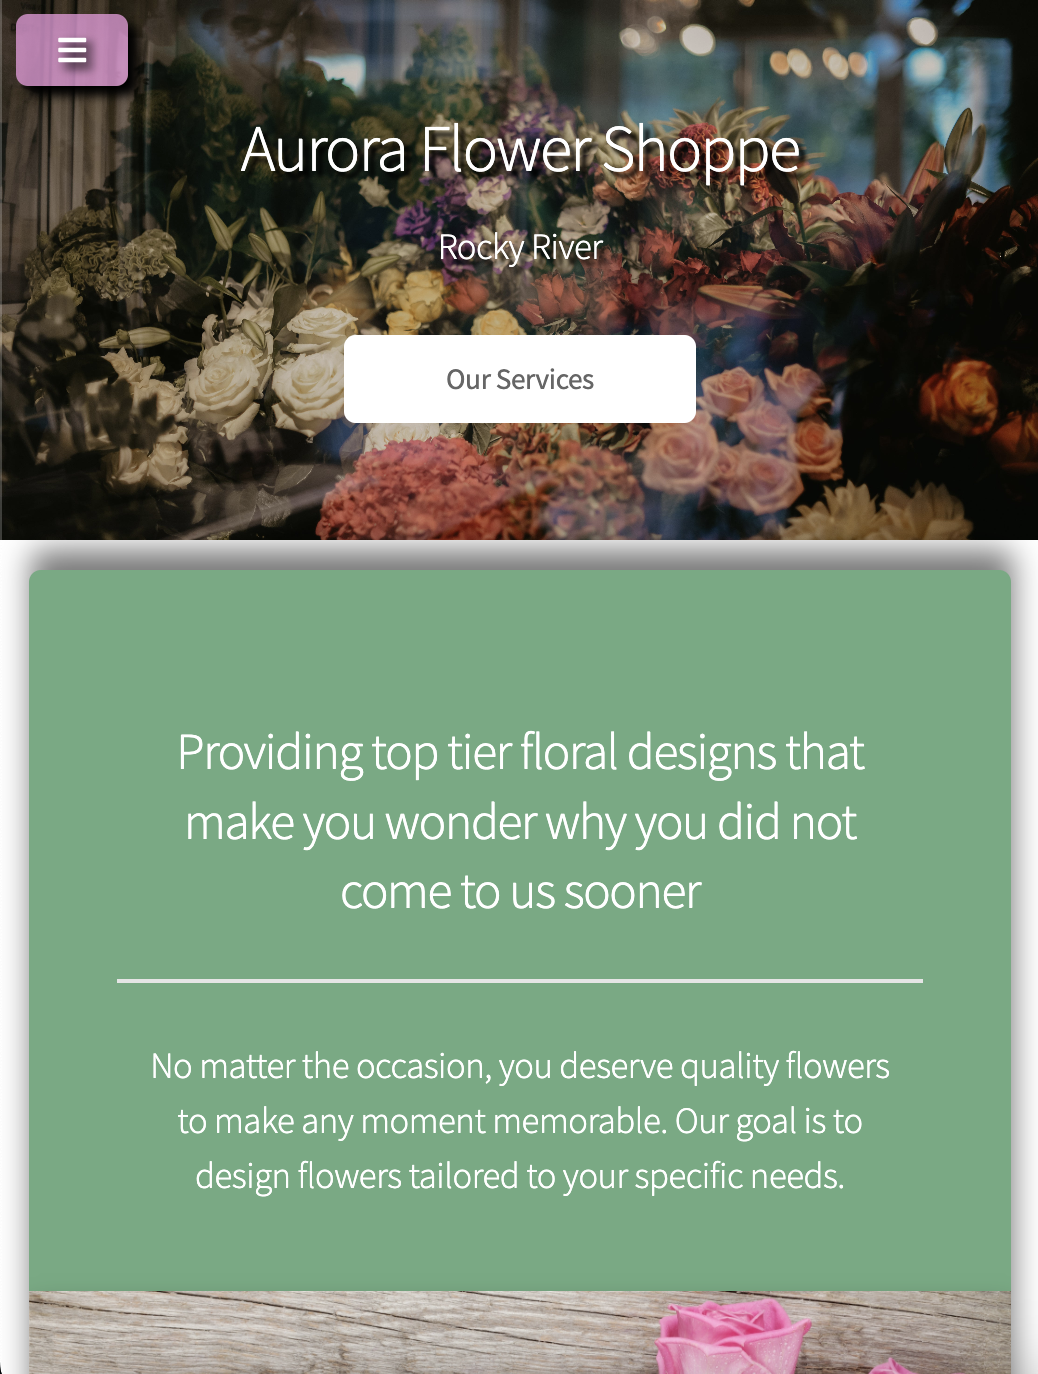 Aurora Flower Shoppe
Rocky River
Our Services
Providing top tier floral designs that
make you wonder why you did not
come to us sooner
No matter the occasion, you deserve quality flowers
to make any moment memorable. Our goal is to
design flowers tailored to your specific needs.